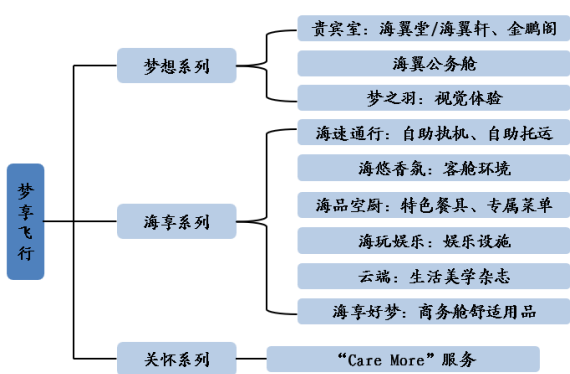 梦享飞行
梦想系列
贵宾室：海翼堂/海翼轩、金鹏阁
海翼公务舱
梦之羽：视觉体验
海享系列
海速通行：自助执机、自助托运
海悠香氛：客舱环境
海品空厨：特色餐具、专属菜单
海玩娱乐：娱乐设施
云端：生活美学杂志
海享好梦：商务舱舒适用品
关怀系列
“Care More”服务